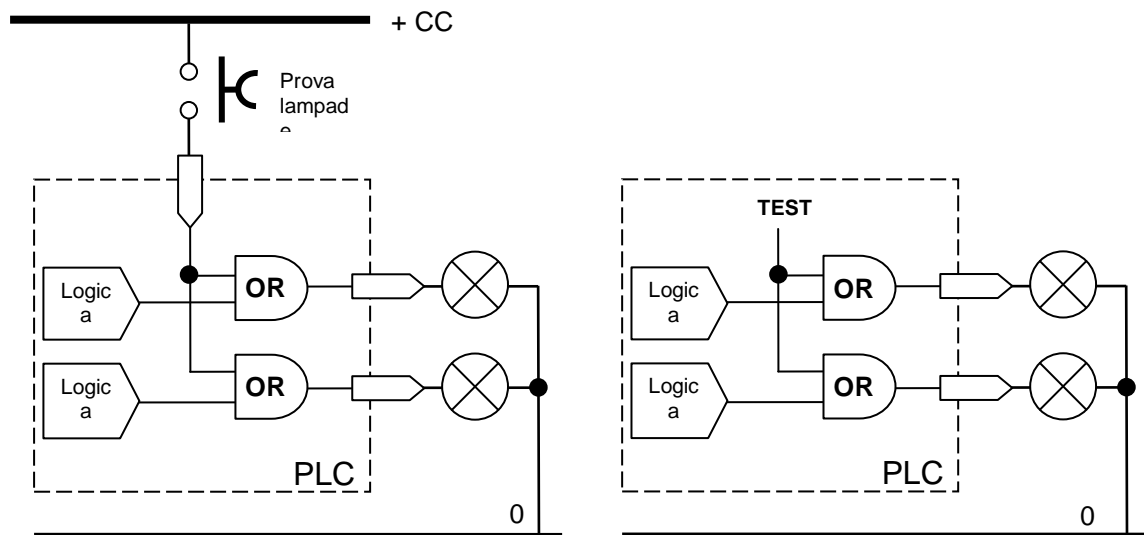 + CC
Prova
lampad
e
TEST
Logic
a
OR
Logic
a
OR
PLC
0
Logic
a
OR
Logic
a
OR
PLC
0